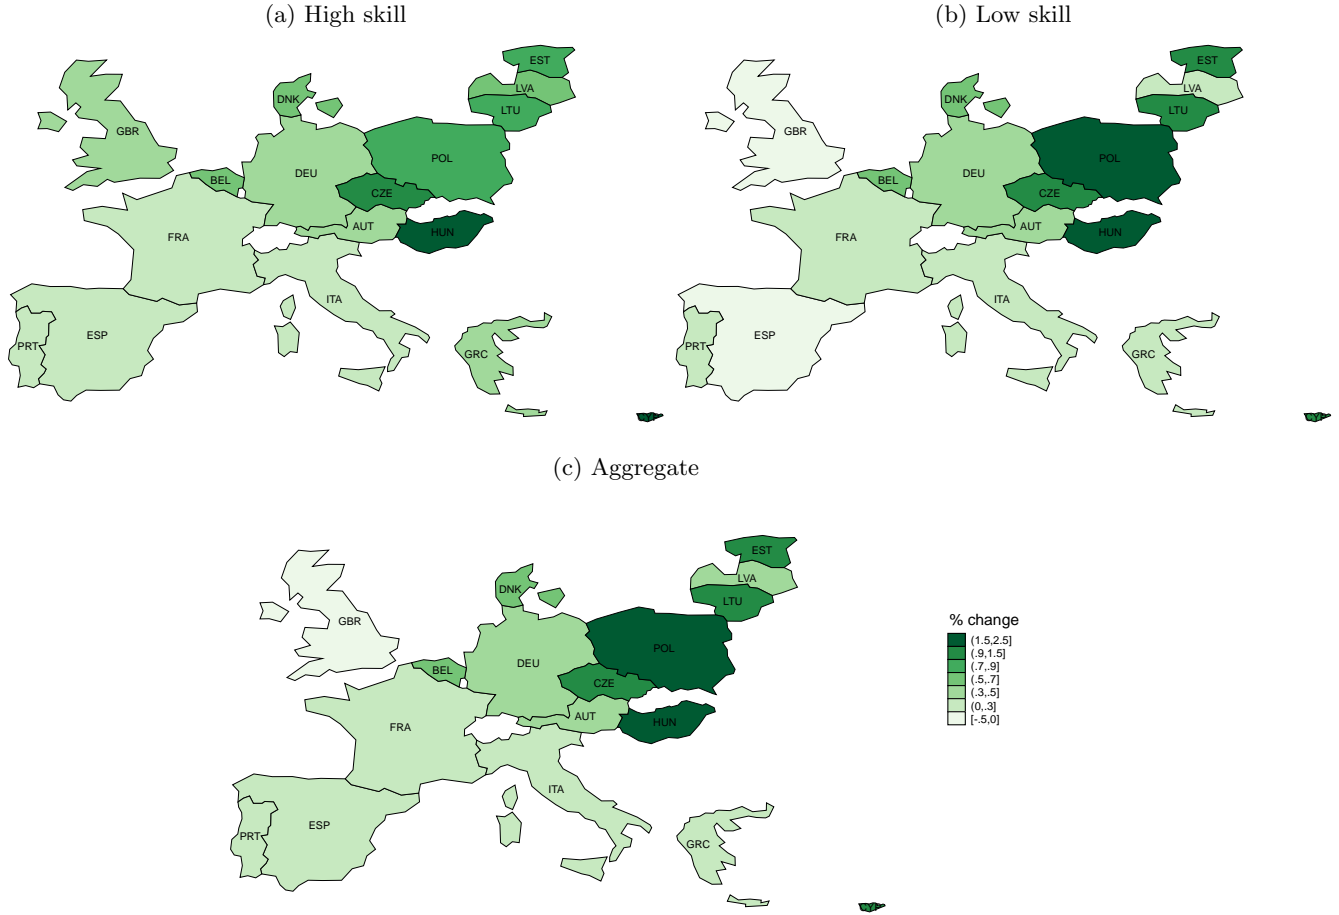 (a) High skill
(b) Low skill
EST
LVA
LTU
DNK
GBR
POL
DEU
BEL
CZE
AUT
HUN
FRA
ITA
ESP
PRT
GRC
EST
LVA
LTU
DNK
GBR
POL
DEU
BEL
CZE
AUT
HUN
FRA
ITA
ESP
PRT
GRC
(c) Aggregate
EST
LVA
LTU
DNK
GBR
POL
DEU
BEL
CZE
AUT
HUN
FRA
ITA
ESP
PRT
GRC
% change
(1.5,2.5]
(.9,1.5]
(.7,.9]
(.5,.7]
(.3,.5]
(0,.3]
[-.5,0]